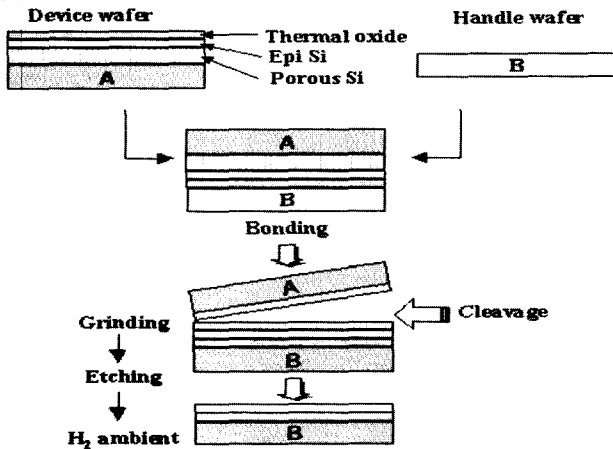 Device wafer
Handle wafer
Thermal oxide
Epi Si
Porous Si
A
B
A
B
Bonding
A
Cleavage
Grinding
B
Etching
H₂ ambient
B